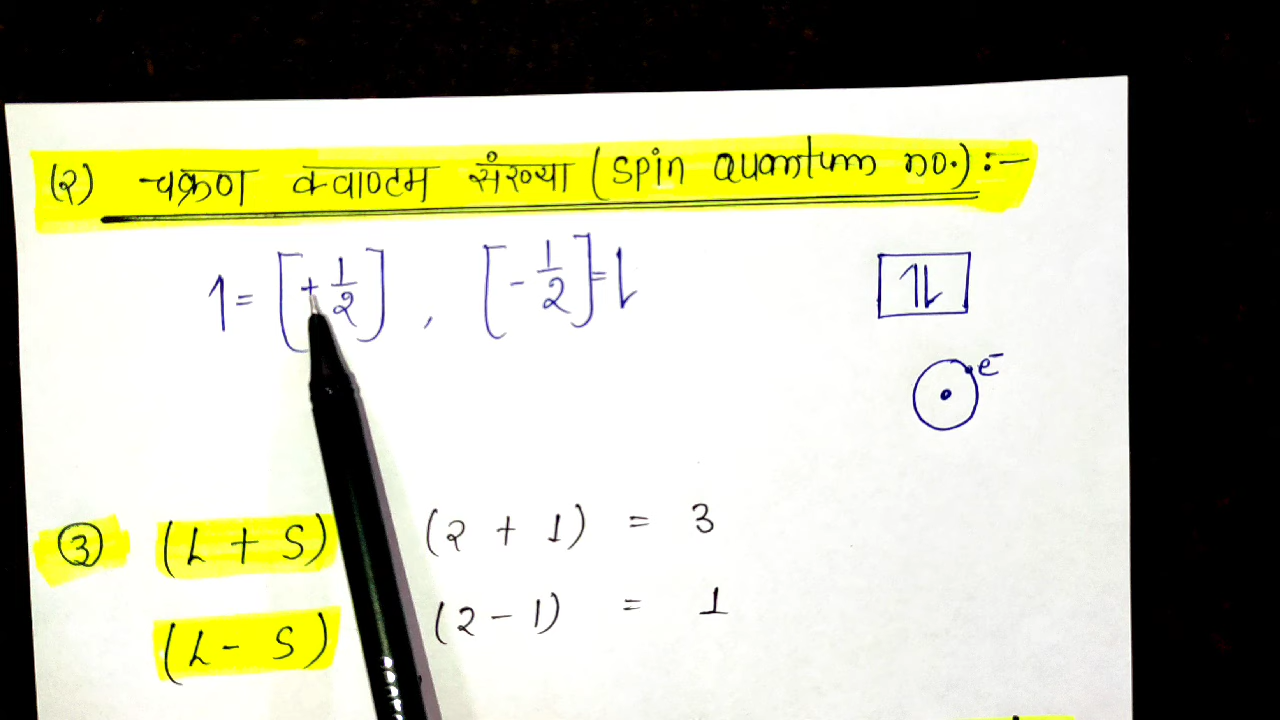 (२) चक्रण क्वाण्टम संख्या (Spin Quantum no.) :-
↿ = [+ 1/2] , [- 1/2] = ⇂
↿⇂
e⁻
③ (L + S) (2 + 1) = 3
(L - S) (2 - 1) = 1